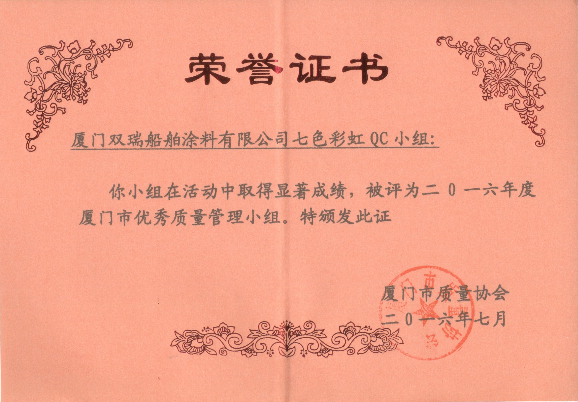 荣誉证书
厦门双瑞船舶涂料有限公司七色彩虹QC小组:
你小组在活动中取得显著成绩，被评为二0一六年度
厦门市优秀质量管理小组。特颁发此证
厦门市质量协会
二0一六年七月